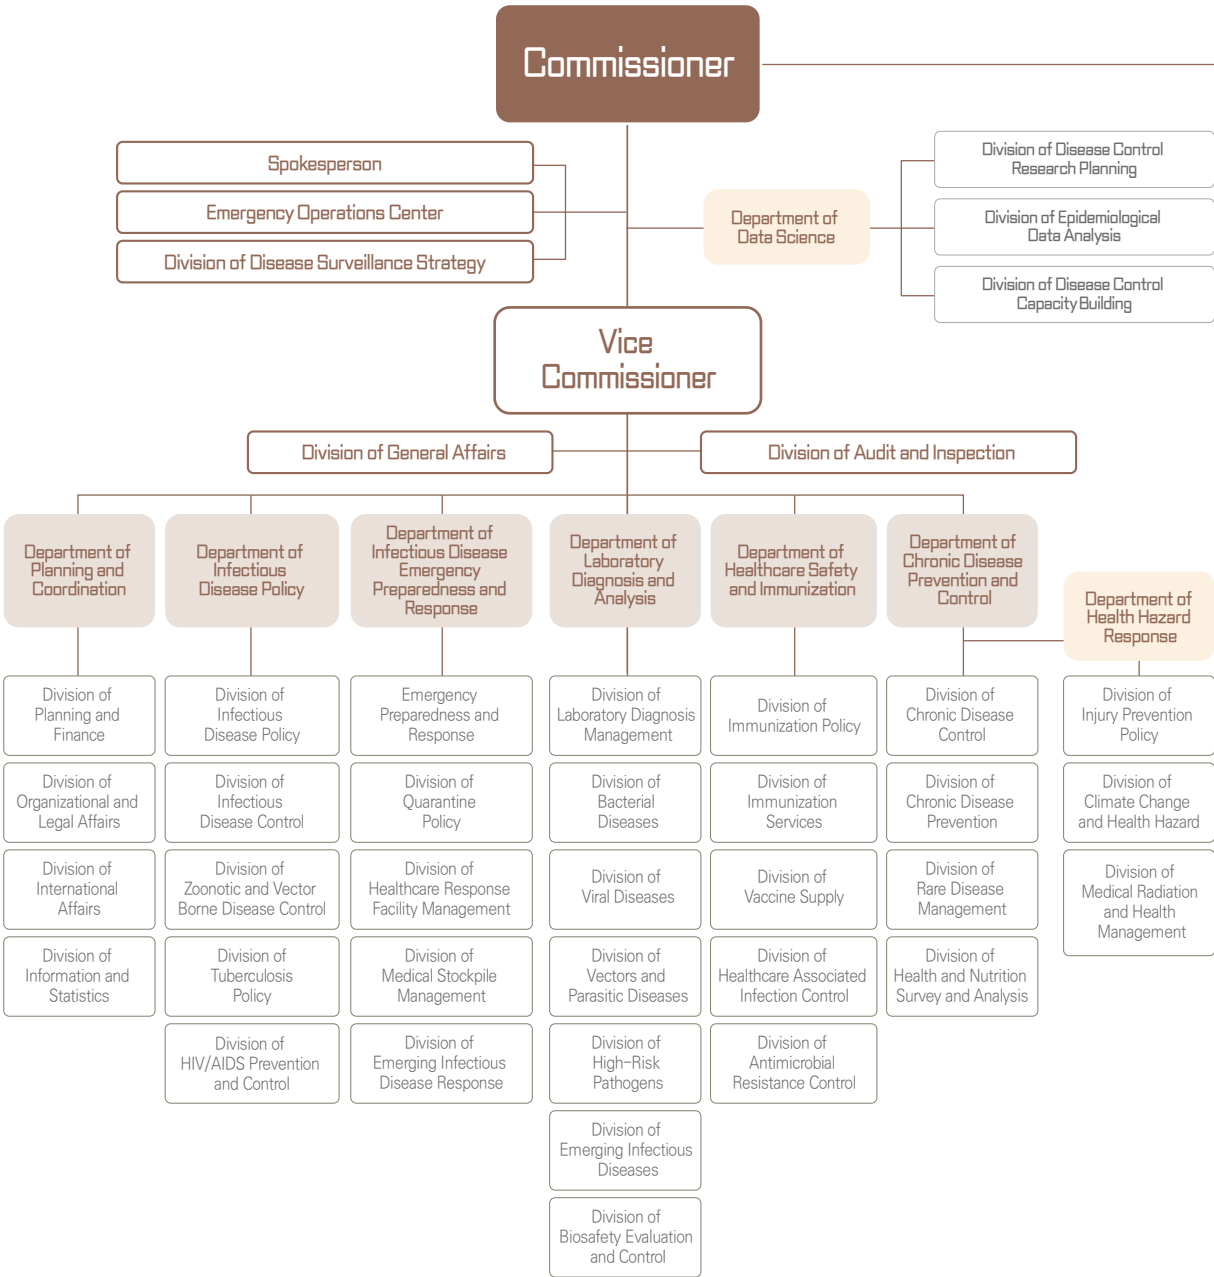 Commissioner
Spokesperson
Emergency Operations Center
Division of Disease Surveillance Strategy
Department of
Data Science
Division of Disease Control
Research Planning
Division of Epidemiological
Data Analysis
Division of Disease Control
Capacity Building
Vice
Commissioner
Division of General Affairs
Division of Audit and Inspection
Department of
Planning and
Coordination
Department of
Infectious
Disease Policy
Department of
Infectious Disease
Emergency
Preparedness and
Response
Department of
Laboratory
Diagnosis and
Analysis
Department of
Healthcare Safety
and Immunization
Department of
Chronic Disease
Prevention and
Control
Department of
Health Hazard
Response
Division of
Planning and
Finance
Division of
Organizational and
Legal Affairs
Division of
International
Affairs
Division of
Information and
Statistics
Division of
Infectious
Disease Policy
Division of
Infectious
Disease Control
Division of
Zoonotic and Vector
Borne Disease Control
Division of
Tuberculosis
Policy
Division of
HIV/AIDS Prevention
and Control
Emergency
Preparedness and
Response
Division of
Quarantine
Policy
Division of
Healthcare Response
Facility Management
Division of
Medical Stockpile
Management
Division of
Emerging Infectious
Disease Response
Division of
Laboratory Diagnosis
Management
Division of
Bacterial
Diseases
Division of
Viral Diseases
Division of
Vectors and
Parasitic Diseases
Division of
High-Risk
Pathogens
Division of
Emerging Infectious
Diseases
Division of
Biosafety Evaluation
and Control
Division of
Immunization Policy
Division of
Immunization
Services
Division of
Vaccine Supply
Division of
Healthcare Associated
Infection Control
Division of
Antimicrobial
Resistance Control
Division of
Chronic Disease
Control
Division of
Chronic Disease
Prevention
Division of
Rare Disease
Management
Division of
Health and Nutrition
Survey and Analysis
Division of
Injury Prevention
Policy
Division of
Climate Change
and Health Hazard
Division of
Medical Radiation
and Health
Management